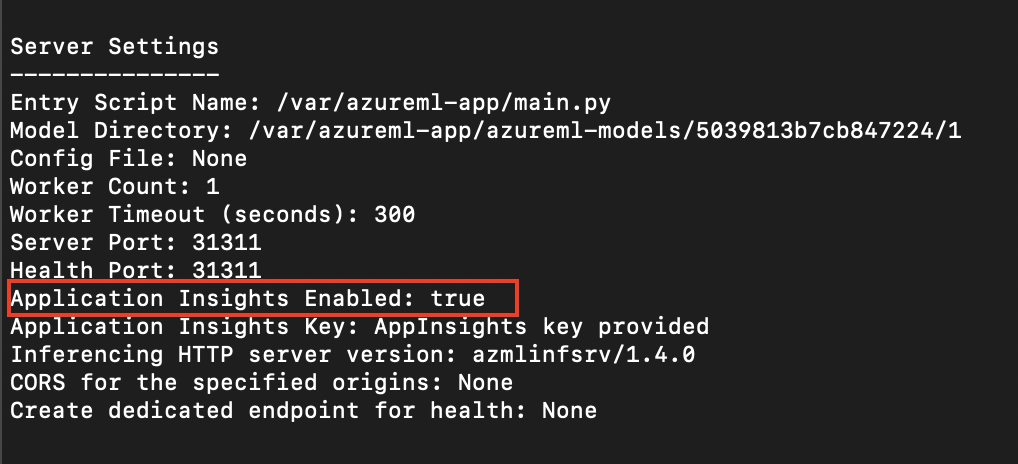 Server Settings
---------------
Entry Script Name: /var/azureml-app/main.py
Model Directory: /var/azureml-app/azureml-models/5039813b7cb847224/1
Config File: None
Worker Count: 1
Worker Timeout (seconds): 300
Server Port: 31311
Health Port: 31311
Application Insights Enabled: true
Application Insights Key: AppInsights key provided
Inferencing HTTP server version: azmlinfsrv/1.4.0
CORS for the specified origins: None
Create dedicated endpoint for health: None